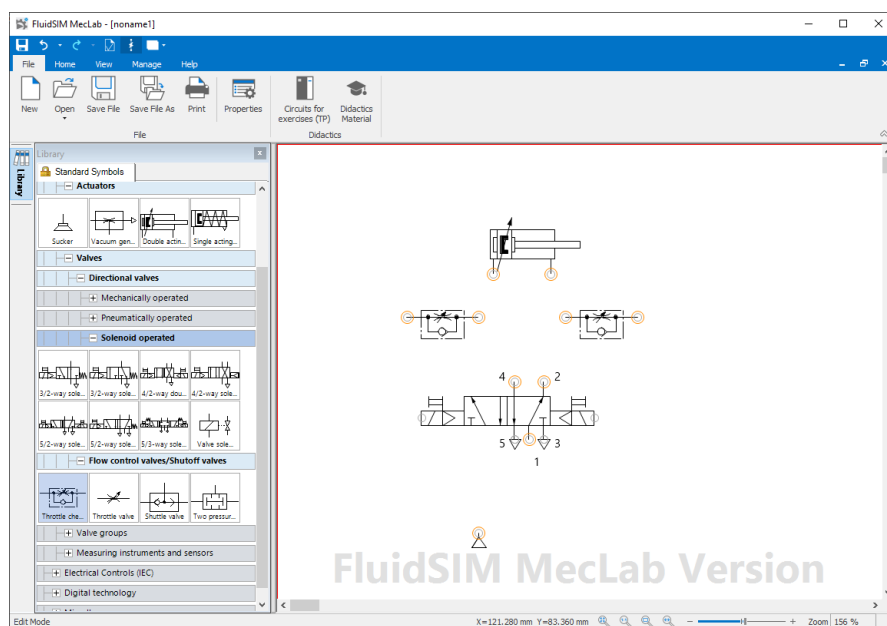 FluidSIM MecLab - [noname1]
File Home View Manage Help
New Open Save File Save File As Print Properties Circuits for exercises (TP) Didactics Material
File Didactics
Library
Library
Standard Symbols
Actuators
Sucker Vacuum gen... Double actin... Single acting...
Valves
Directional valves
Mechanically operated
Pneumatically operated
Solenoid operated
3/2-way sole... 3/2-way sole... 4/2-way dou... 4/2-way sole...
5/2-way sole... 5/2-way sole... 5/3-way sole... Valve sole...
Flow control valves/Shutoff valves
Throttle che... Throttle valve Shuttle valve Two pressur...
Valve groups
Measuring instruments and sensors
Electrical Controls (IEC)
Digital technology
4 2
5 3
1
FluidSIM MecLab Version
Edit Mode X=121.280 mm Y=83.360 mm Zoom 156 %